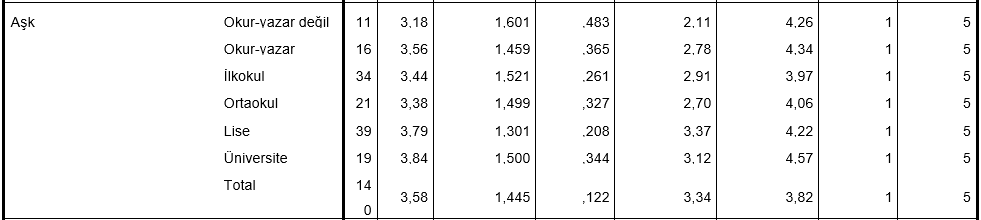 Aşk Okur-yazar değil 11 3,18 1,601 ,483 2,11 4,26 1 5
Okur-yazar 16 3,56 1,459 ,365 2,78 4,34 1 5
İlkokul 34 3,44 1,521 ,261 2,91 3,97 1 5
Ortaokul 21 3,38 1,499 ,327 2,70 4,06 1 5
Lise 39 3,79 1,301 ,208 3,37 4,22 1 5
Üniversite 19 3,84 1,500 ,344 3,12 4,57 1 5
Total 14
0 3,58 1,445 ,122 3,34 3,82 1 5